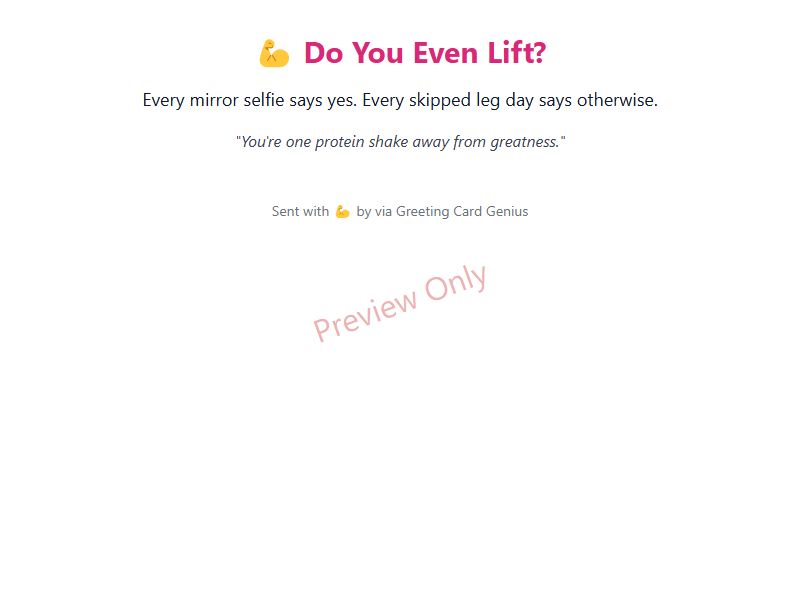 💪 Do You Even Lift?
Every mirror selfie says yes. Every skipped leg day says otherwise.
"You're one protein shake away from greatness."
Sent with 💪 by via Greeting Card Genius
Preview Only